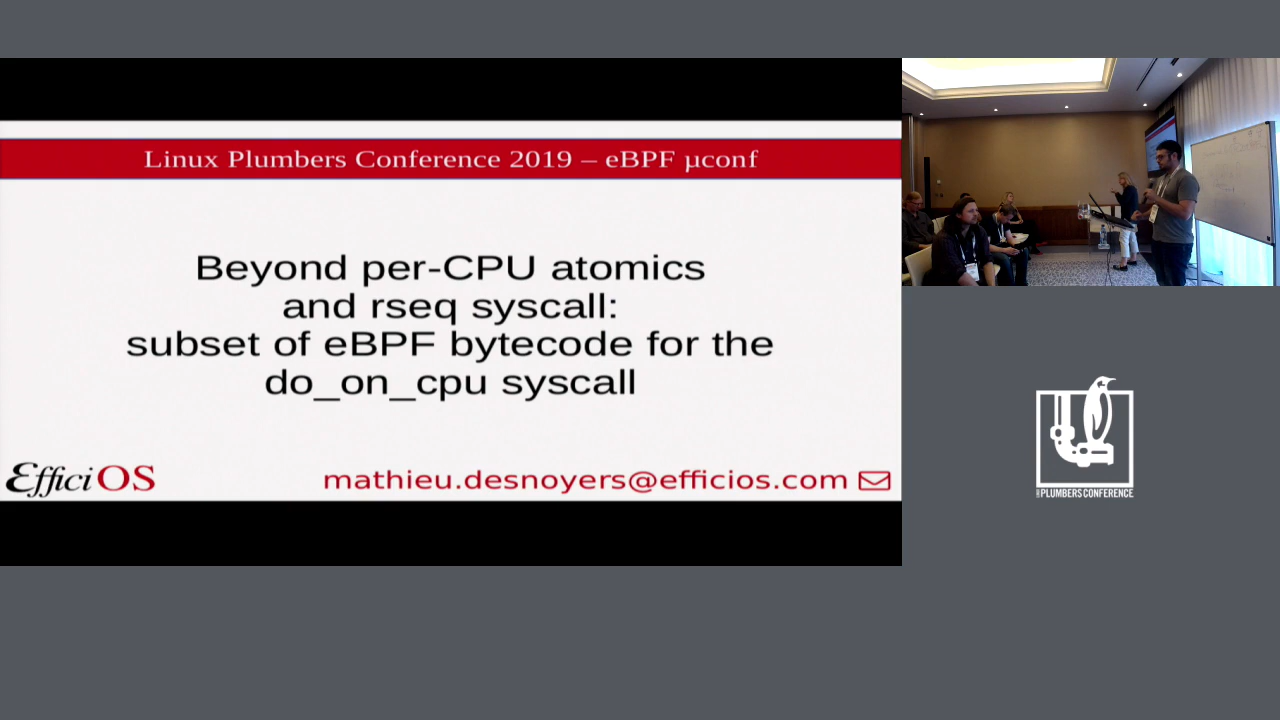 Linux Plumbers Conference 2019 – eBPF µconf
Beyond per-CPU atomics
and rseq syscall:
subset of eBPF bytecode for the
do_on_cpu syscall
EfficiOS
mathieu.desnoyers@efficios.com
PLUMBERS CONFERENCE